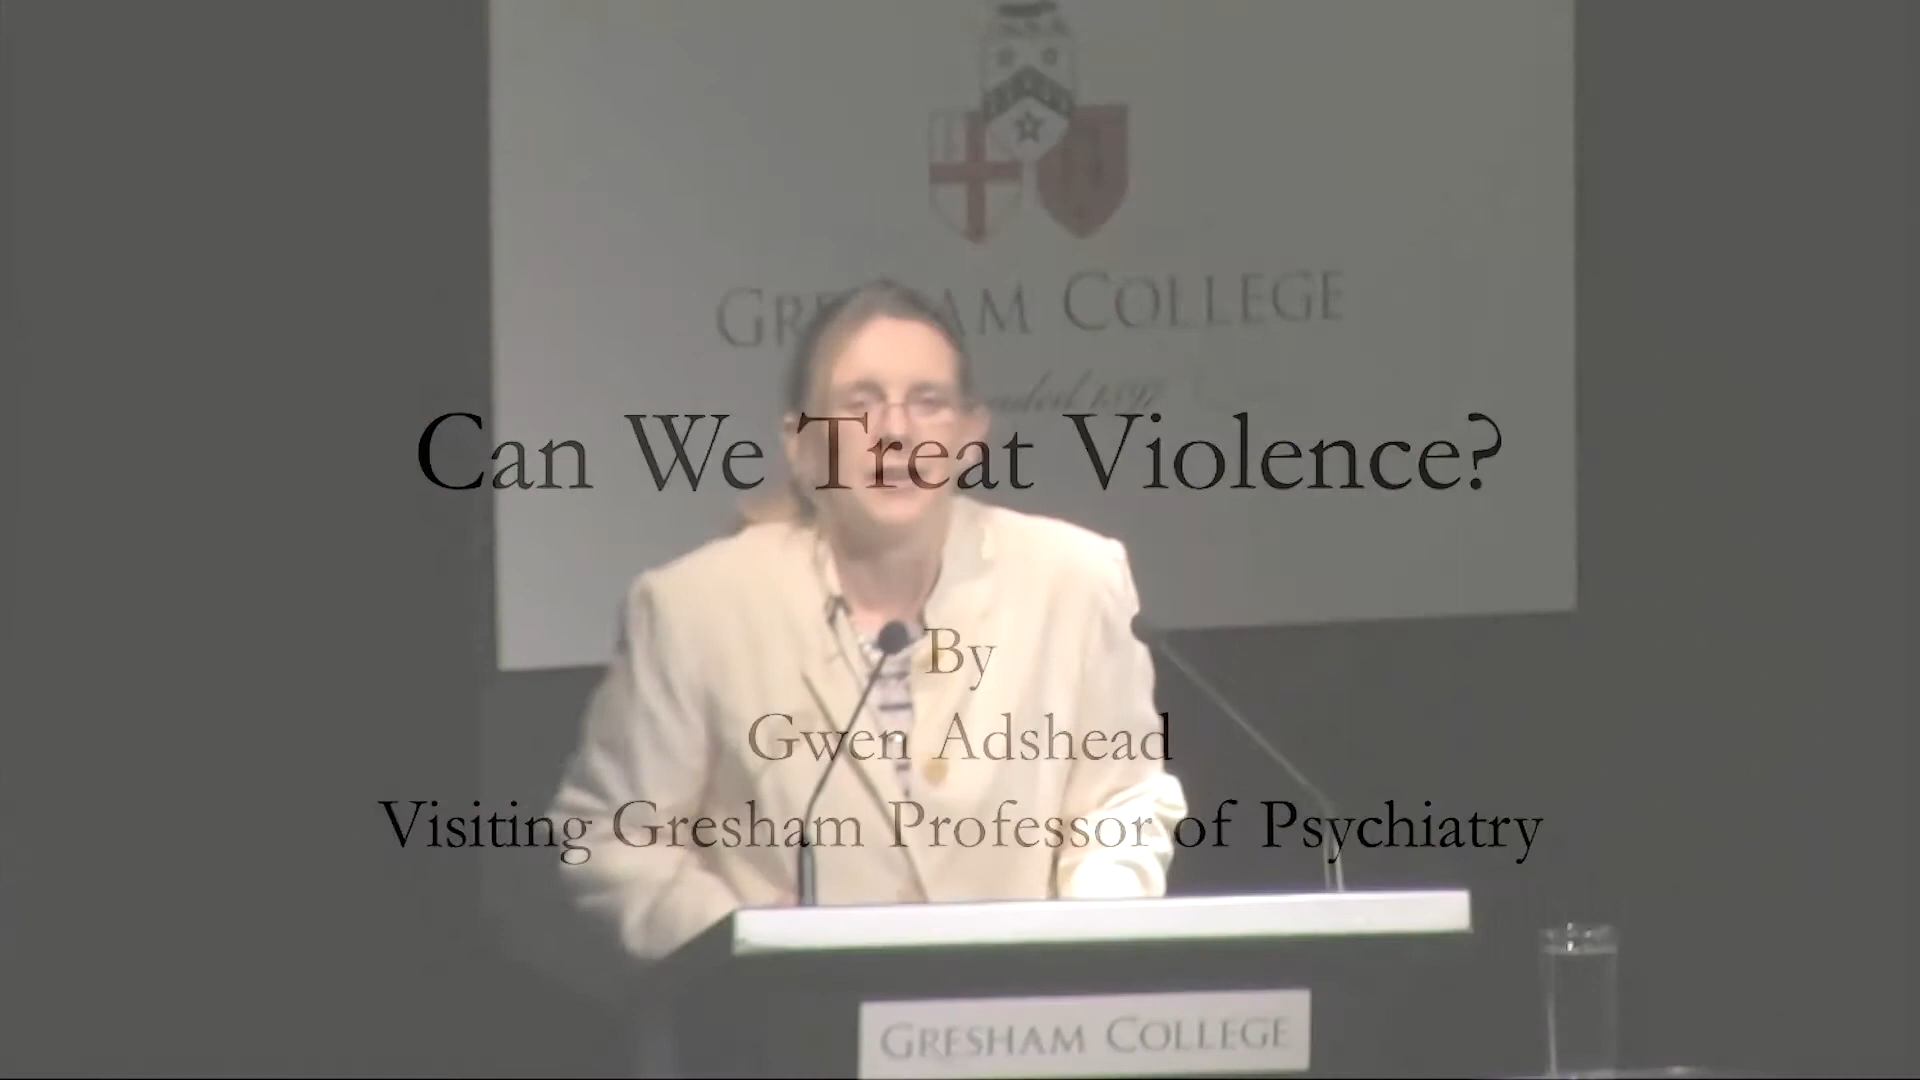 GRESHAM COLLEGE
Can We Treat Violence?
By
Gwen Adshead
Visiting Gresham Professor of Psychiatry
GRESHAM COLLEGE